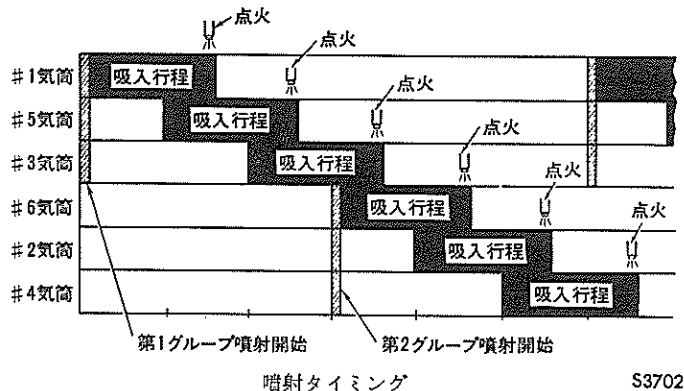 点火
点火
#1気筒 吸入行程 点火
#5気筒 吸入行程 点火
#3気筒 吸入行程 点火
#6気筒 吸入行程 点火
#2気筒 吸入行程
#4気筒 吸入行程
第1グループ噴射開始 第2グループ噴射開始
噴射タイミング S3702